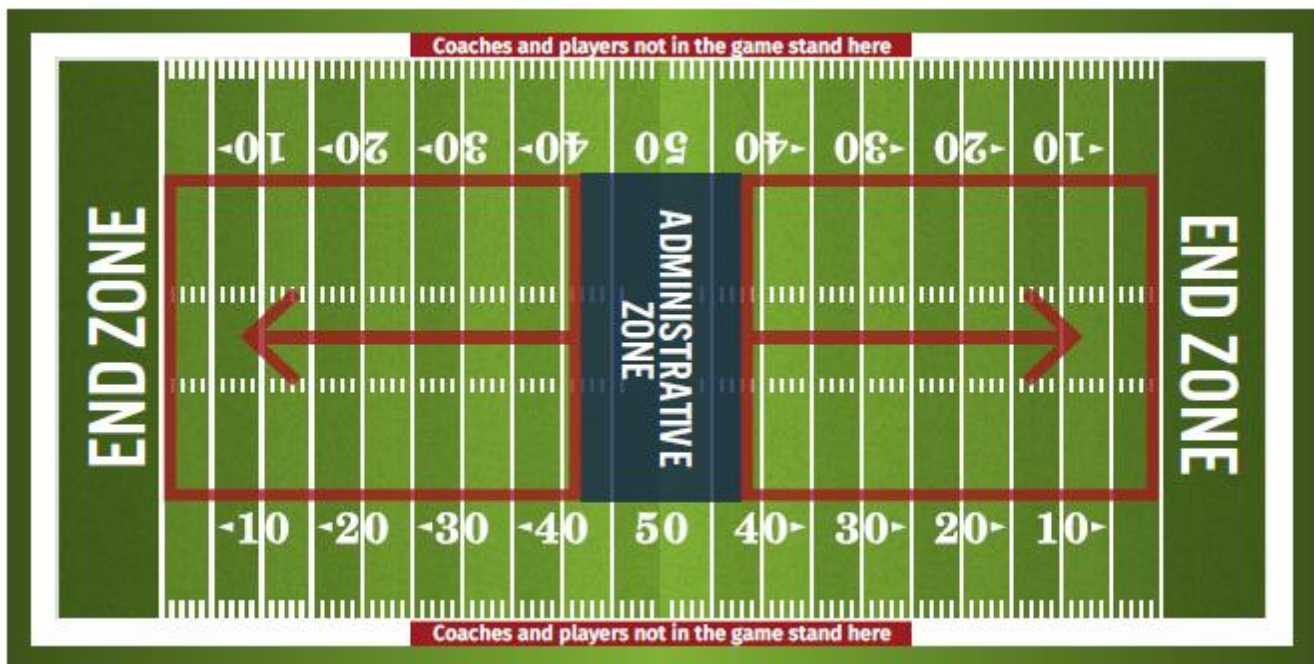 Coaches and players not in the game stand here
10 20 30 40 50 40 30 20 10
END ZONE
ADMINISTRATIVE
ZONE
END ZONE
10 20 30 40 50 40 30 20 10
Coaches and players not in the game stand here